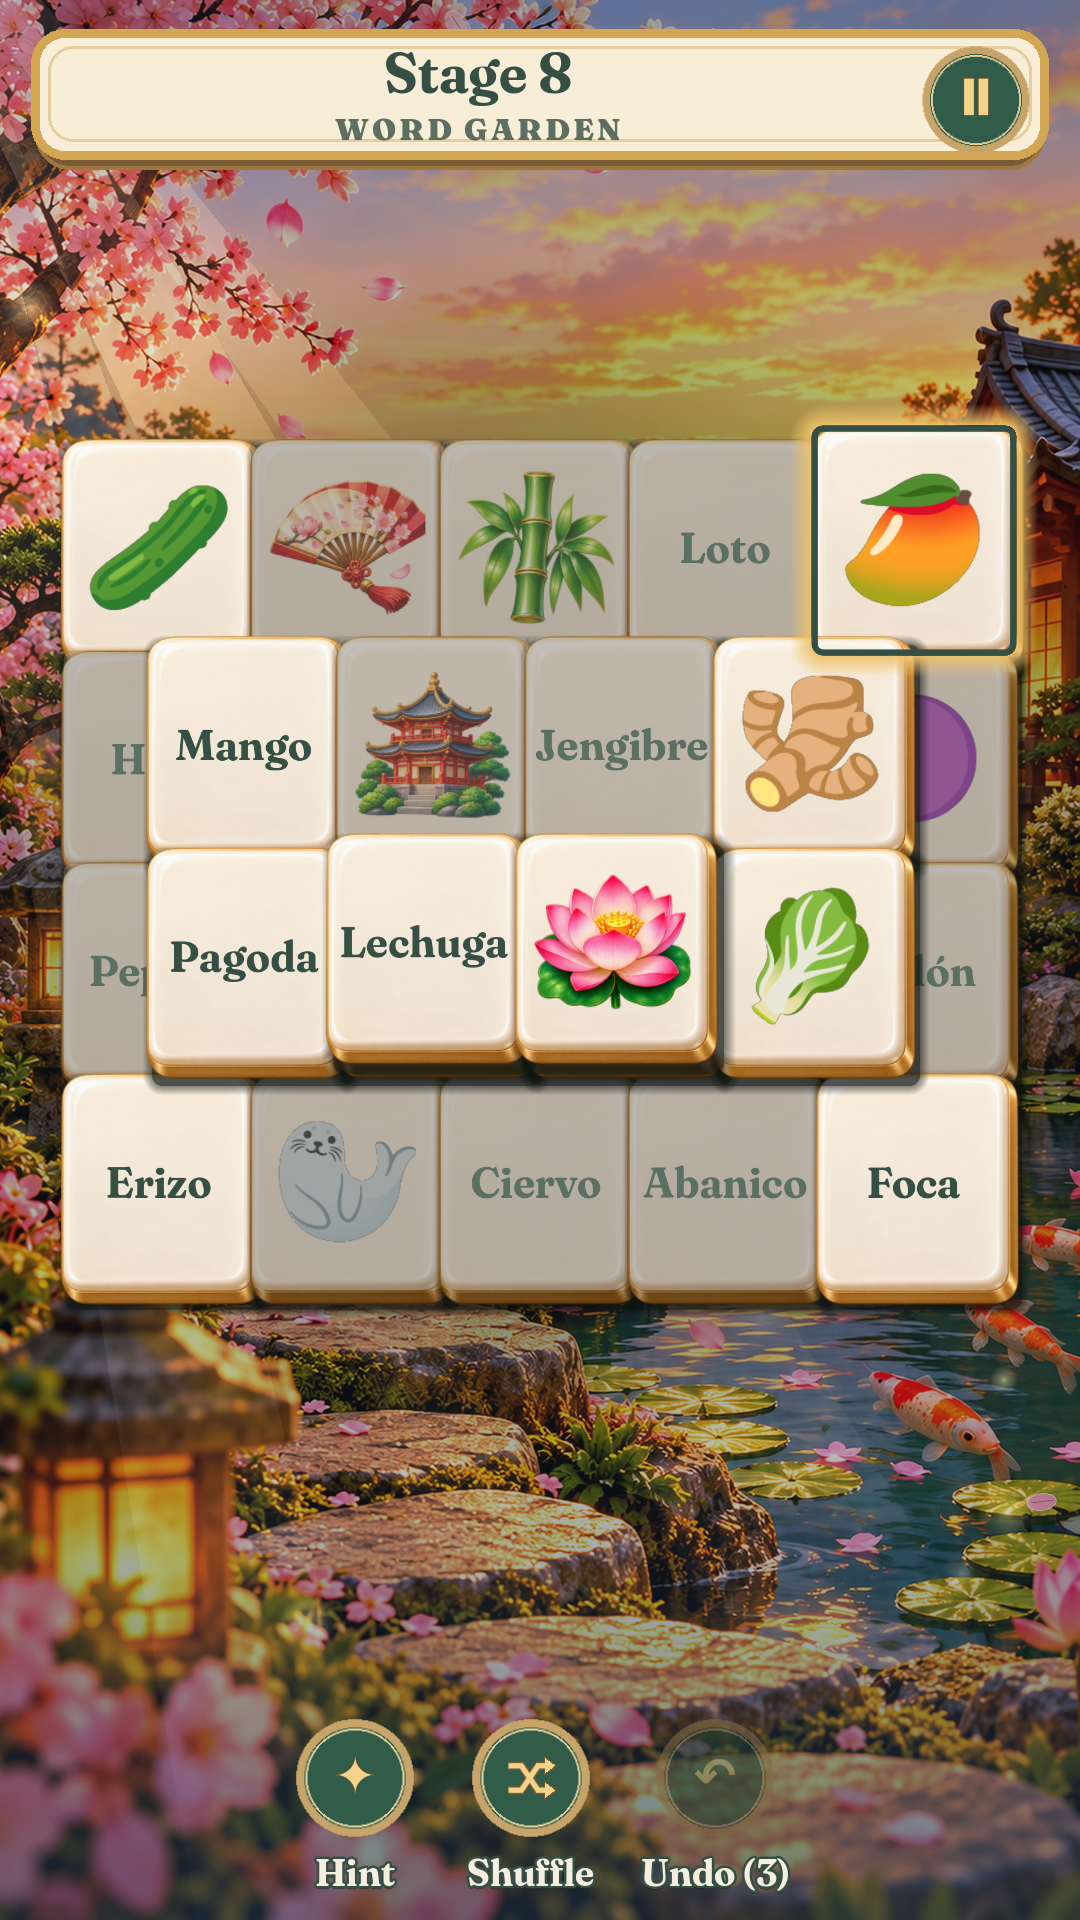 Stage 8
WORD GARDEN
Loto
Mango
Jengibre
Pagoda
Lechuga
Erizo
Ciervo
Abanico
Foca
Hint
Shuffle
Undo (3)